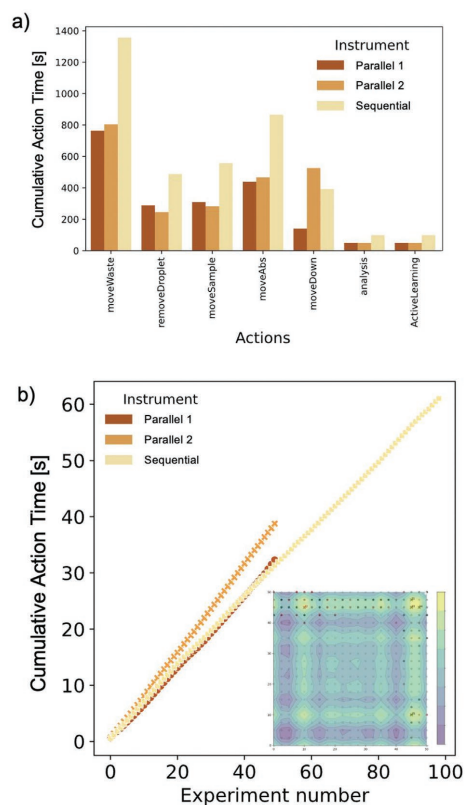 a)
Cumulative Action Time [s]
1400
1200
1000
800
600
400
200
0
Instrument
Parallel 1
Parallel 2
Sequential
moveWaste
removeDroplet
moveSample
moveAbs
moveDown
analysis
ActiveLearning
Actions
b)
Cumulative Action Time [s]
60
50
40
30
20
10
0
Instrument
Parallel 1
Parallel 2
Sequential
0 20 40 60 80 100
Experiment number